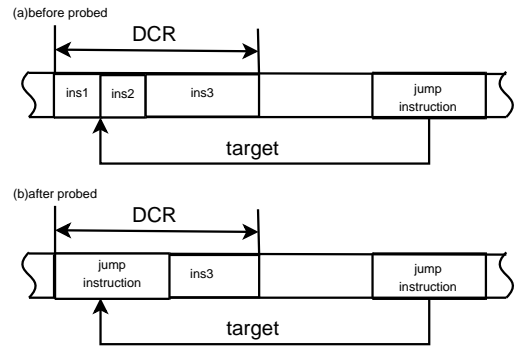 (a)before probed
DCR
ins1 ins2 ins3 jump
instruction
target
(b)after probed
DCR
jump
instruction ins3 jump
instruction
target